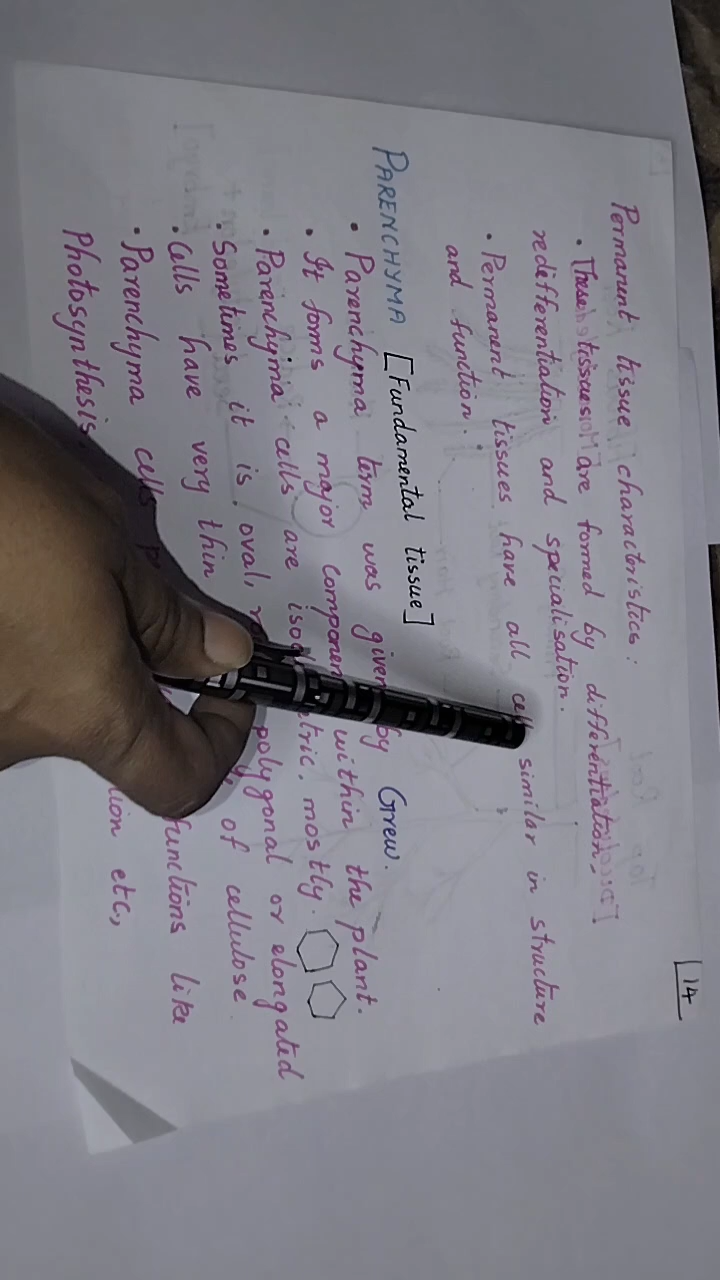 14
Permanent tissue characteristics:
• These tissues are formed by differentiation,
redifferentiation and specialisation.
• Permanent tissues have all cells similar in structure
and function.
PARENCHYMA [Fundamental tissue]
• Parenchyma term was given by Grew.
• It forms a major component within the plant.
• Parenchyma cells are isodiametric, mostly.
• Sometimes it is oval, polygonal or elongated
• Cells have very thin of cellulose.
• Parenchyma cells functions like
Photosynthesis, etc.,